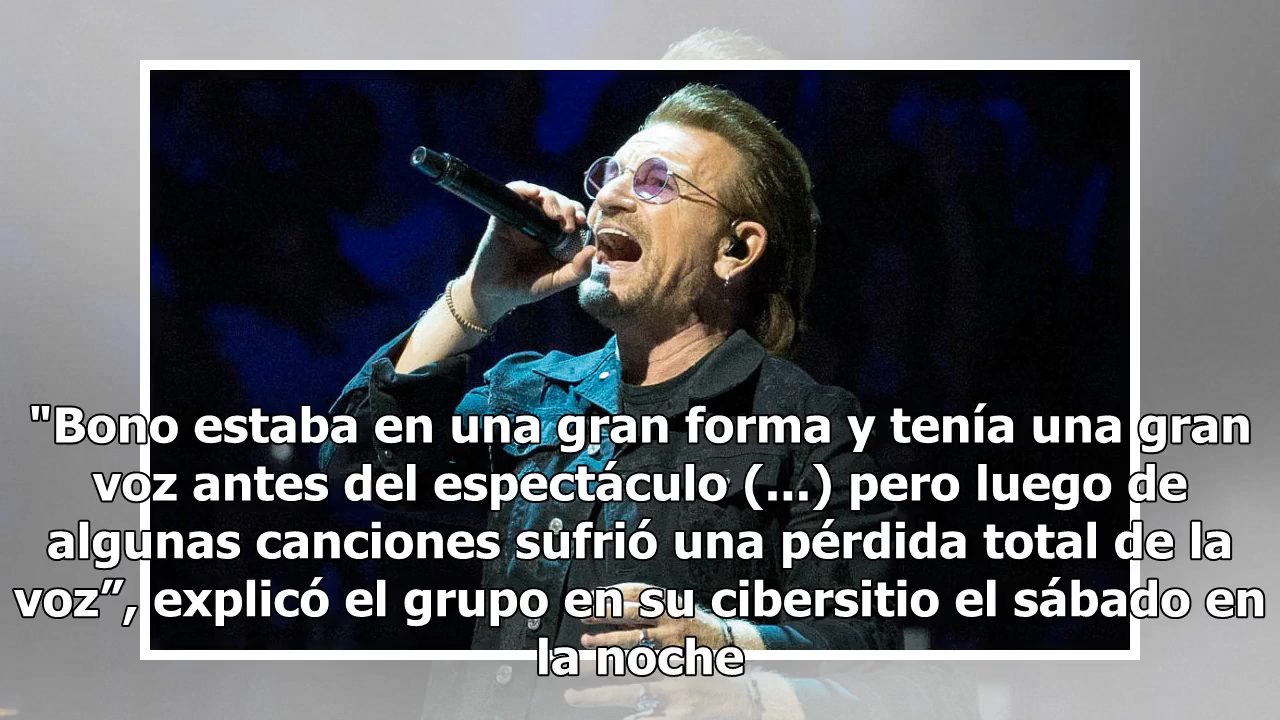 "Bono estaba en una gran forma y tenía una gran
voz antes del espectáculo (...) pero luego de
algunas canciones sufrió una pérdida total de la
voz”, explicó el grupo en su cibersitio el sábado en
la noche